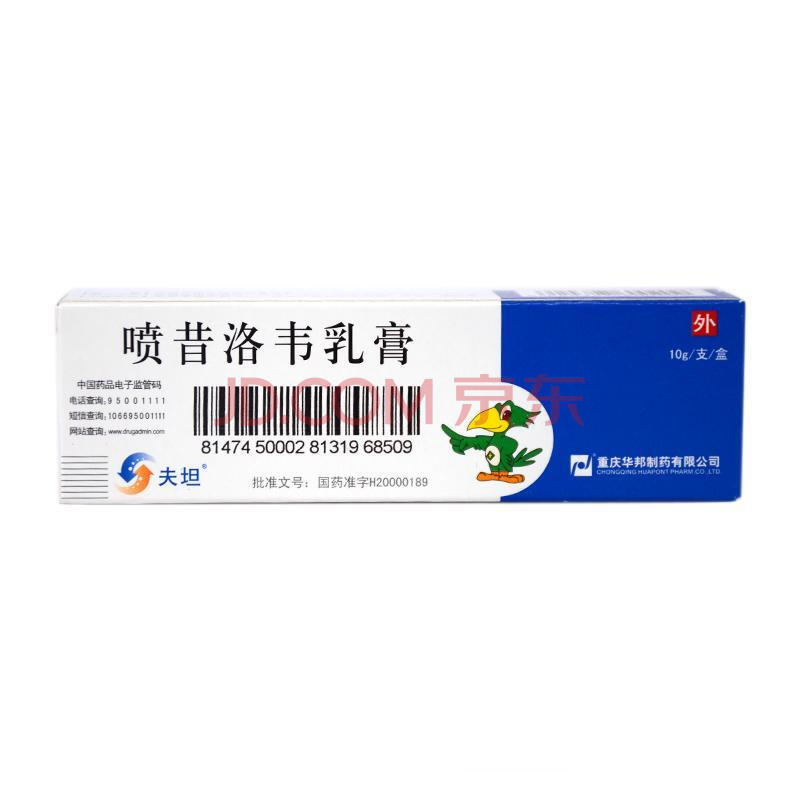 外
喷昔洛韦乳膏
10g/支/盒
中国药品电子监管码
电话查询:95001111
短信查询:106695001111
网站查询:www.drugadmin.com
JD.COM 京东
81474 50002 81319 68509
夫坦®
批准文号：国药准字H20000189
重庆华邦制药有限公司
CHONGQING HUAPONT PHARM.CO.,LTD.